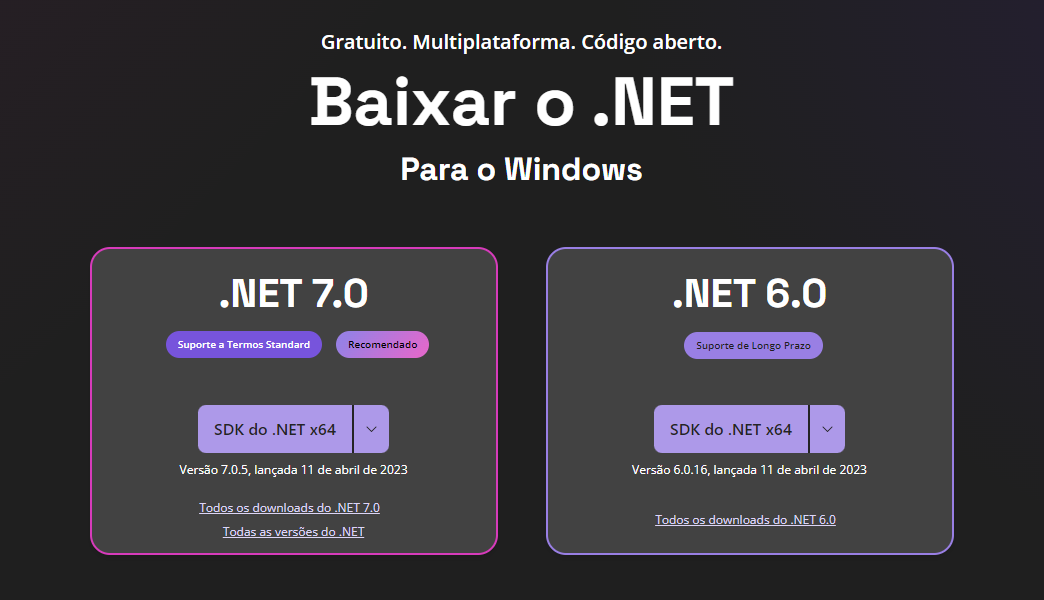 Gratuito. Multiplataforma. Código aberto.
Baixar o .NET
Para o Windows
.NET 7.0
Suporte a Termos Standard
Recomendado
SDK do .NET x64
Versão 7.0.5, lançada 11 de abril de 2023
Todos os downloads do .NET 7.0
Todas as versões do .NET
.NET 6.0
Suporte de Longo Prazo
SDK do .NET x64
Versão 6.0.16, lançada 11 de abril de 2023
Todos os downloads do .NET 6.0